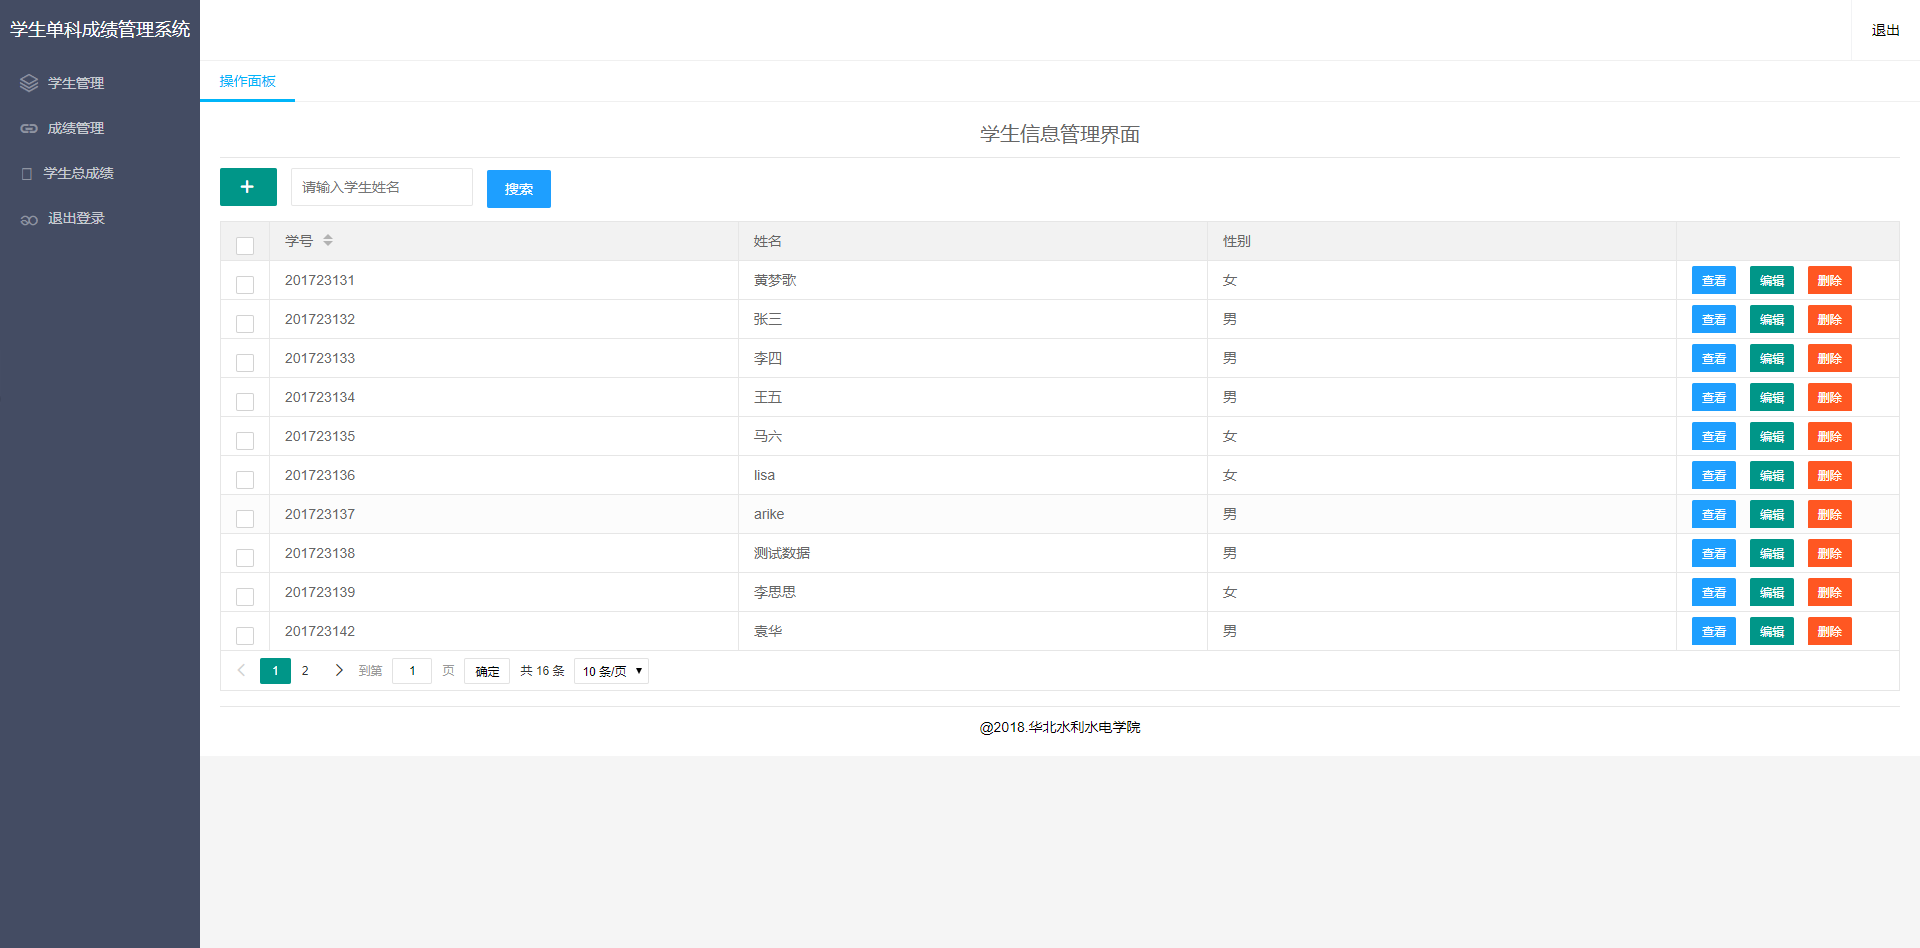 学生单科成绩管理系统
退出
学生管理
成绩管理
学生总成绩
退出登录
操作面板
学生信息管理界面
+ 请输入学生姓名 搜索
学号 姓名 性别
201723131 黄梦歌 女 查看 编辑 删除
201723132 张三 男 查看 编辑 删除
201723133 李四 男 查看 编辑 删除
201723134 王五 男 查看 编辑 删除
201723135 马六 女 查看 编辑 删除
201723136 lisa 女 查看 编辑 删除
201723137 arike 男 查看 编辑 删除
201723138 测试数据 男 查看 编辑 删除
201723139 李思思 女 查看 编辑 删除
201723142 袁华 男 查看 编辑 删除
1 2 到第 1 页 确定 共 16 条 10 条/页
@2018.华北水利水电学院